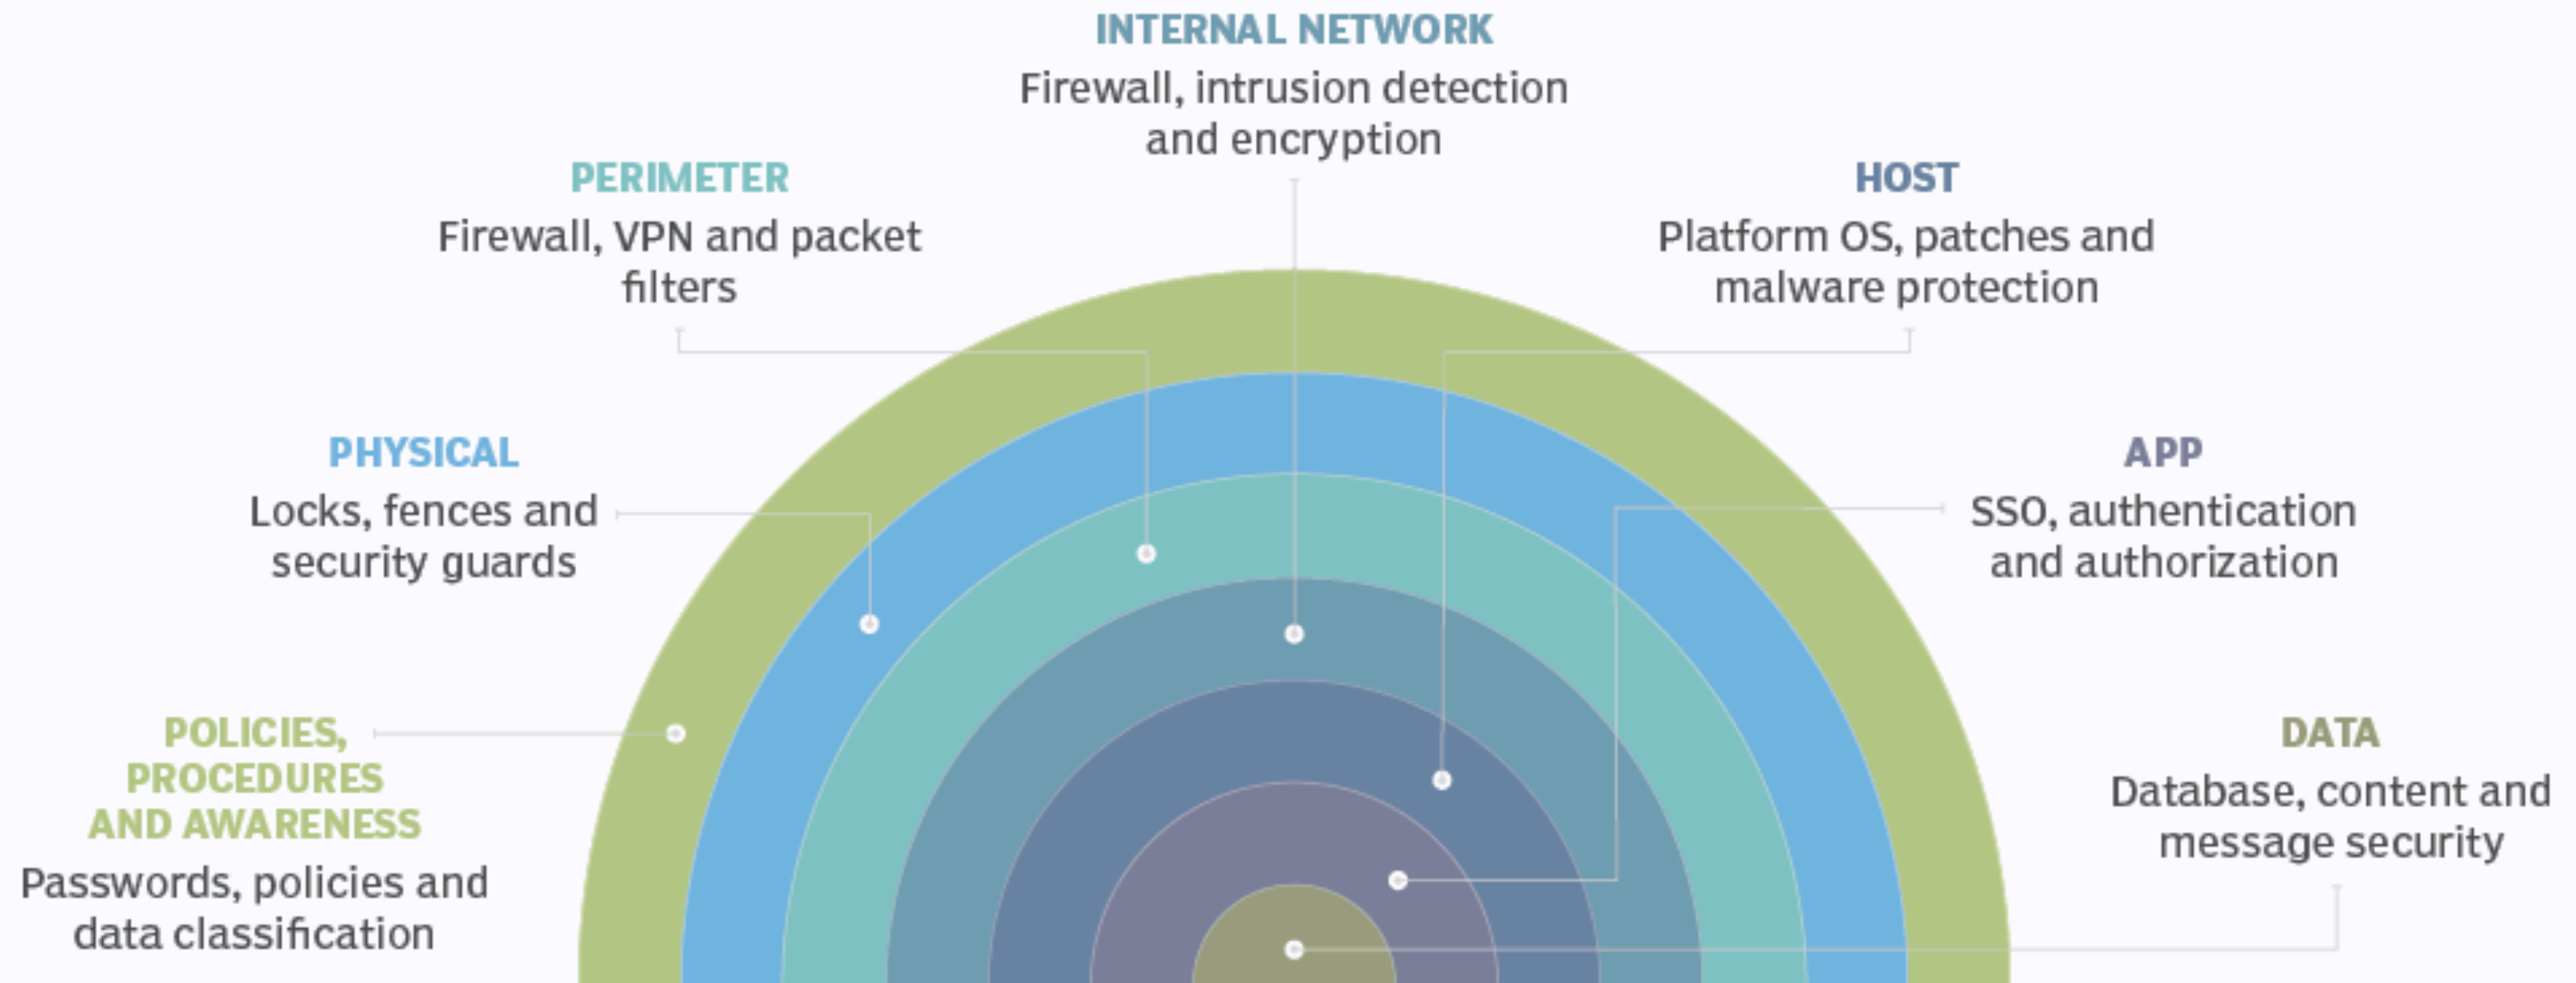 INTERNAL NETWORK
Firewall, intrusion detection
and encryption
PERIMETER
Firewall, VPN and packet
filters
HOST
Platform OS, patches and
malware protection
PHYSICAL
Locks, fences and
security guards
APP
SSO, authentication
and authorization
POLICIES,
PROCEDURES
AND AWARENESS
Passwords, policies and
data classification
DATA
Database, content and
message security